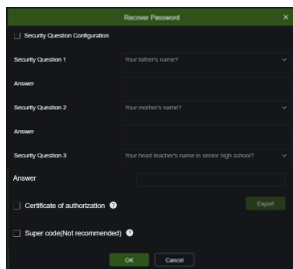 Recover Password
Security Question Configuration
Security Question 1 Your father's name?
Answer
Security Question 2 Your mother's name?
Answer
Security Question 3 Your head teacher's name in senior high school?
Answer
Certificate of authorization ? Export
Super code(Not recommended) ?
OK Cancel